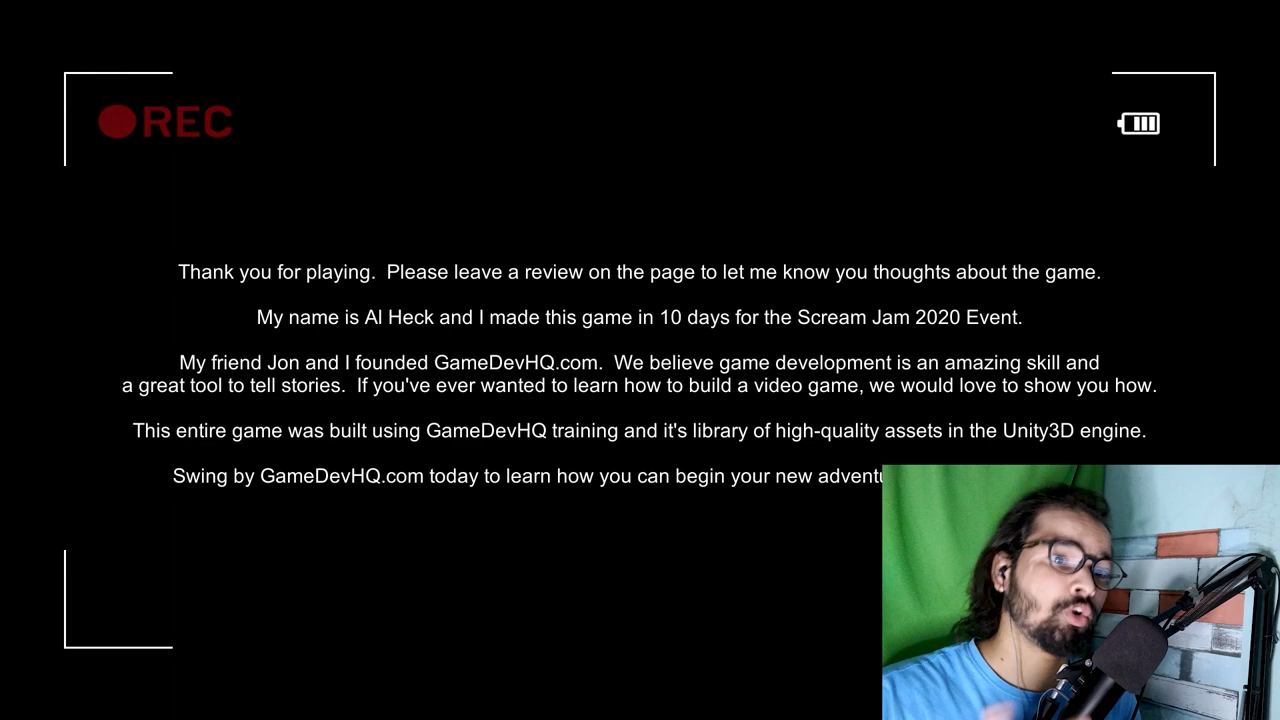 REC
Thank you for playing.  Please leave a review on the page to let me know you thoughts about the game.
My name is Al Heck and I made this game in 10 days for the Scream Jam 2020 Event.
My friend Jon and I founded GameDevHQ.com.  We believe game development is an amazing skill and
a great tool to tell stories.  If you've ever wanted to learn how to build a video game, we would love to show you how.
This entire game was built using GameDevHQ training and it's library of high-quality assets in the Unity3D engine.
Swing by GameDevHQ.com today to learn how you can begin your new